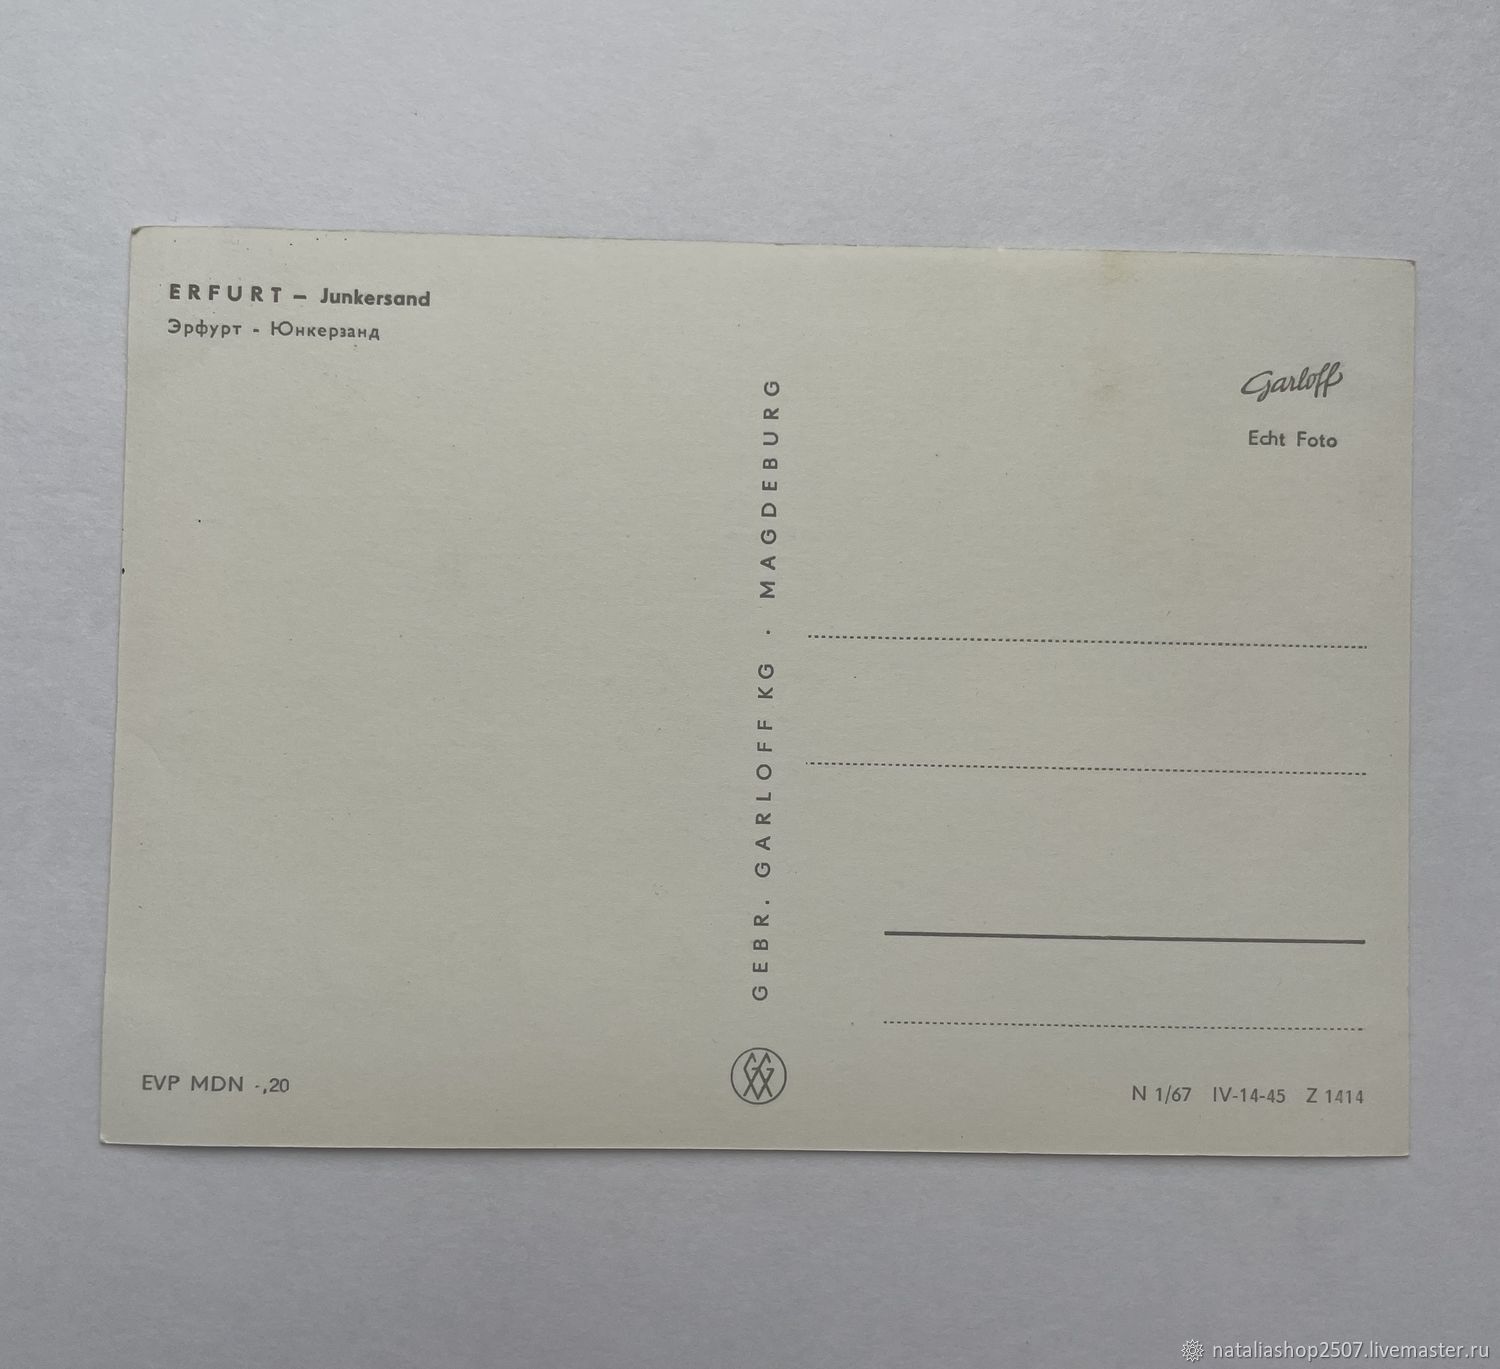 ERFURT – Junkersand
Эрфурт - Юнкерзанд
Garloff
Echt Foto
GEBR. GARLOFF KG · MAGDEBURG
EVP MDN -,20
N 1/67 IV-14-45 Z 1414
nataliashop2507.livemaster.ru